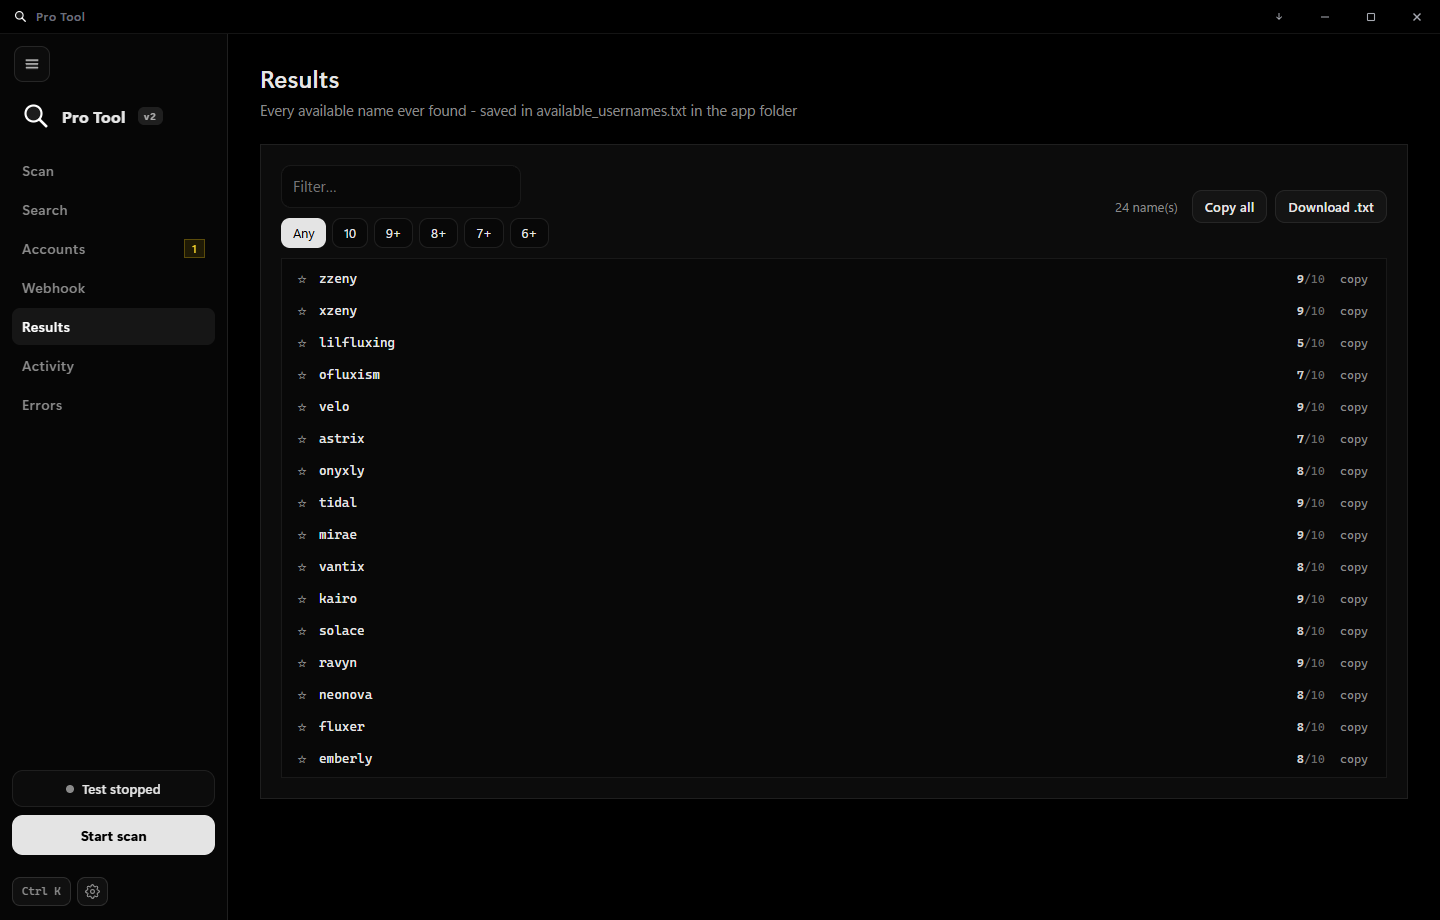 Pro Tool
Pro Tool v2
Scan
Search
Accounts 1
Webhook
Results
Activity
Errors
Test stopped
Start scan
Ctrl K
Results
Every available name ever found - saved in available_usernames.txt in the app folder
Filter...
24 name(s) Copy all Download .txt
Any 10 9+ 8+ 7+ 6+
zzeny 9/10 copy
xzeny 9/10 copy
lilfluxing 5/10 copy
ofluxism 7/10 copy
velo 9/10 copy
astrix 7/10 copy
onyxly 8/10 copy
tidal 9/10 copy
mirae 9/10 copy
vantix 8/10 copy
kairo 9/10 copy
solace 8/10 copy
ravyn 9/10 copy
neonova 8/10 copy
fluxer 8/10 copy
emberly 8/10 copy